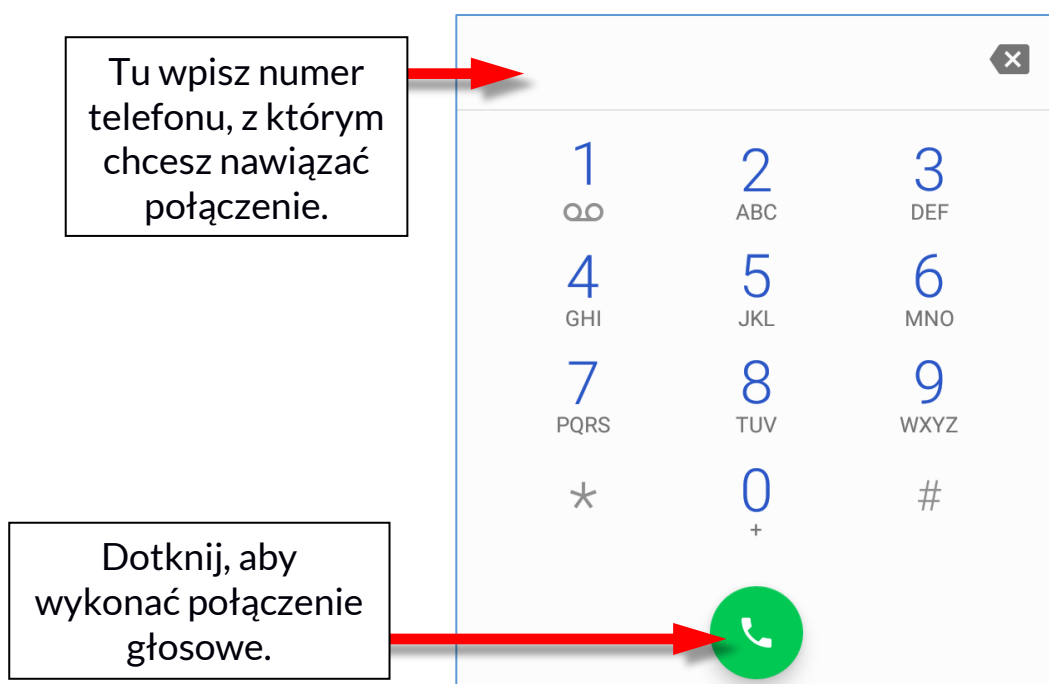 Tu wpisz numer
telefonu, z którym
chcesz nawiązać
połączenie.
1 2 3
ABC DEF
4 5 6
GHI JKL MNO
7 8 9
PQRS TUV WXYZ
* 0 #
+
Dotknij, aby
wykonać połączenie
głosowe.